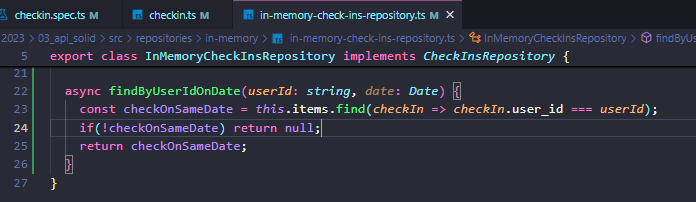 checkin.spec.ts checkin.ts in-memory-check-ins-repository.ts M X
2023 > 03_api_solid > src > repositories > in-memory > in-memory-check-ins-repository.ts > InMemoryCheckInsRepository > findByUs
5 export class InMemoryCheckInsRepository implements CheckInsRepository {
21
22 async findByUserIdOnDate(userId: string, date: Date) {
23 const checkOnSameDate = this.items.find(checkIn => checkIn.user_id === userId);
24 if(!checkOnSameDate) return null;
25 return checkOnSameDate;
26 }
27 }